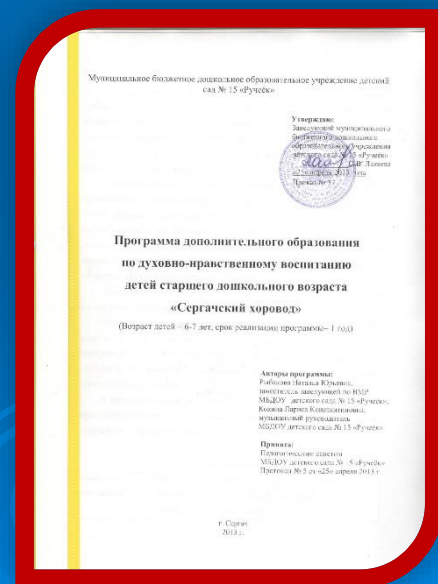 Муниципальное бюджетное дошкольное образовательное учреждение детский
сад № 15 «Ручеёк»
Утверждаю:
Заведующий муниципального
бюджетного дошкольного
образовательного учреждения
детского сада № 15 «Ручеёк»
«25» апреля 2013
Приказ № 57
Программа дополнительного образования
по духовно-нравственному воспитанию
детей старшего дошкольного возраста
«Сергачский хоровод»
(Возраст детей – 6-7 лет, срок реализации программы– 1 год)
Авторы программы:
Наталья Юрьевна,
заместитель заведующей по ВМР
МБДОУ детского сада № 15 «Ручеёк»,
Лариса Константиновна,
музыкальный руководитель
МБДОУ детского сада № 15 «Ручеёк»
Принята:
Педагогическим советом
МБДОУ детского сада № 15 «Ручеёк»
Протокол № 5 от «25» апреля 2013 г.
г. Сергач
2013 г.